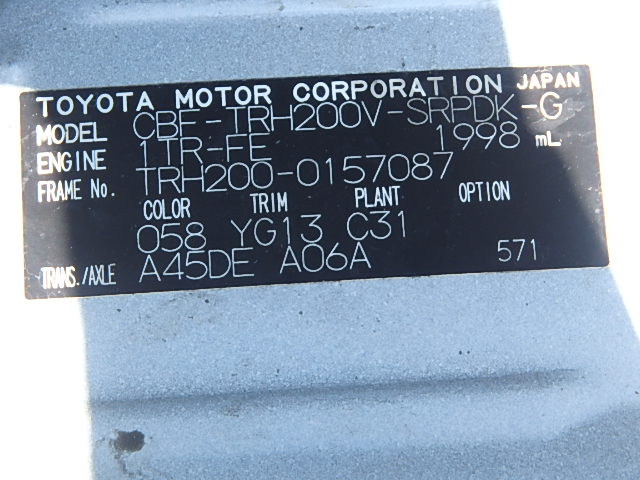 TOYOTA MOTOR CORPORATION JAPAN
MODEL CBF-TRH200V-SRPDK-G
ENGINE 1TR-FE 1998 mL
FRAME No. TRH200-0157087
COLOR TRIM PLANT OPTION
058 YG13 C31
TRANS./AXLE A45DE A06A 571